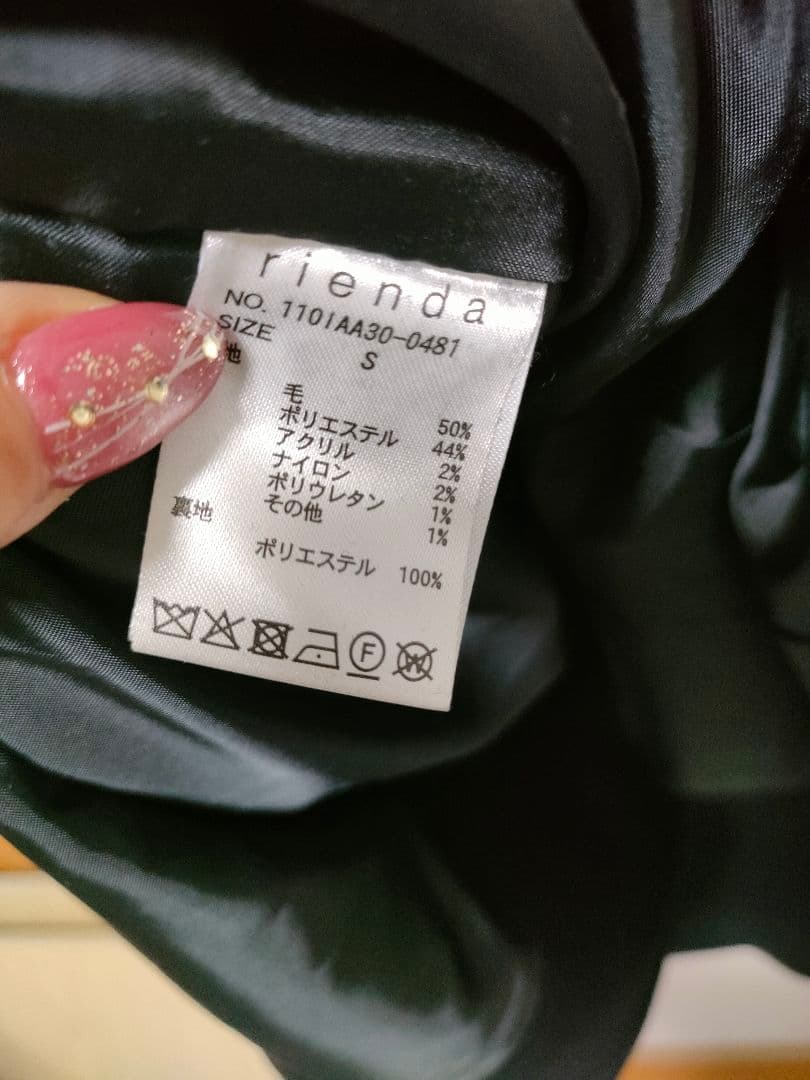 rienda
NO. 110IAA30-0481
SIZE S
地
毛 50%
ポリエステル 44%
アクリル 2%
ナイロン 2%
ポリウレタン 1%
その他 1%
裏地
ポリエステル 100%
F W